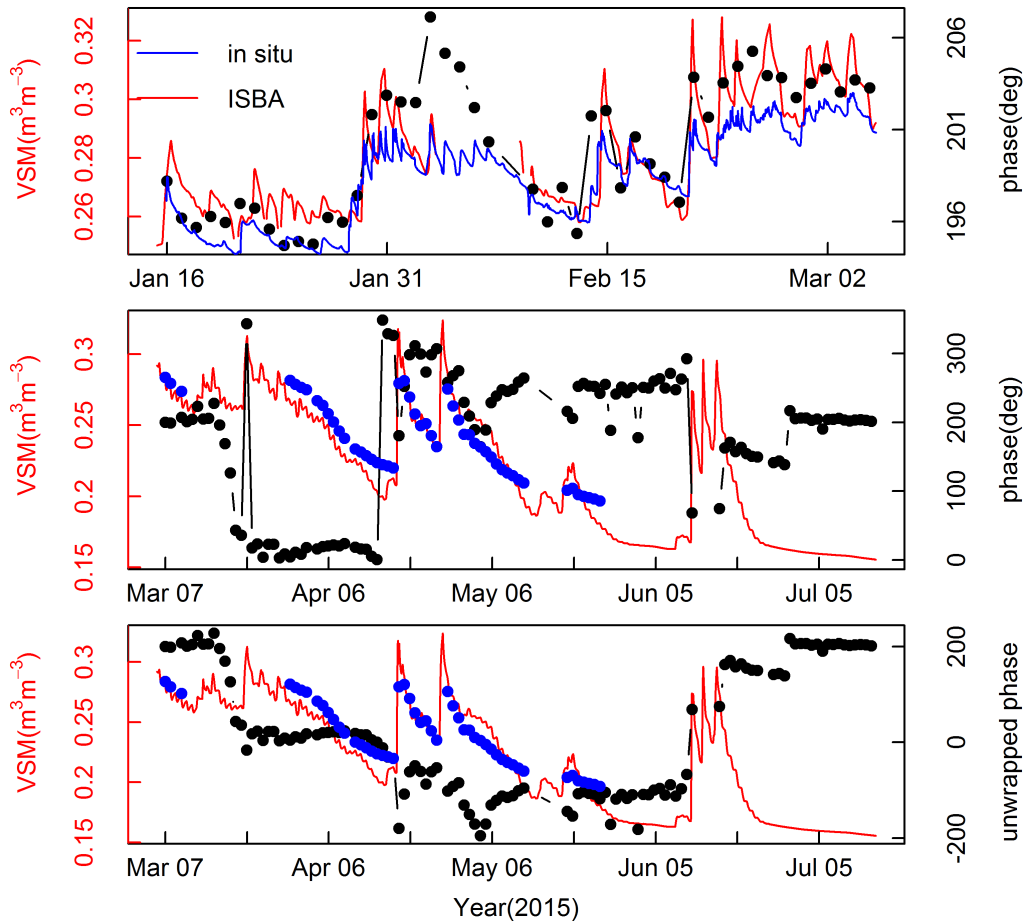 0.32
0.3
0.28
0.26
VSM(m³m⁻³)
in situ
ISBA
206
201
196
phase(deg)
Jan 16 Jan 31 Feb 15 Mar 02
0.3
0.25
0.2
0.15
VSM(m³m⁻³)
300
200
100
0
phase(deg)
Mar 07 Apr 06 May 06 Jun 05 Jul 05
0.3
0.25
0.2
0.15
VSM(m³m⁻³)
200
0
-200
unwrapped phase
Mar 07 Apr 06 May 06 Jun 05 Jul 05
Year(2015)